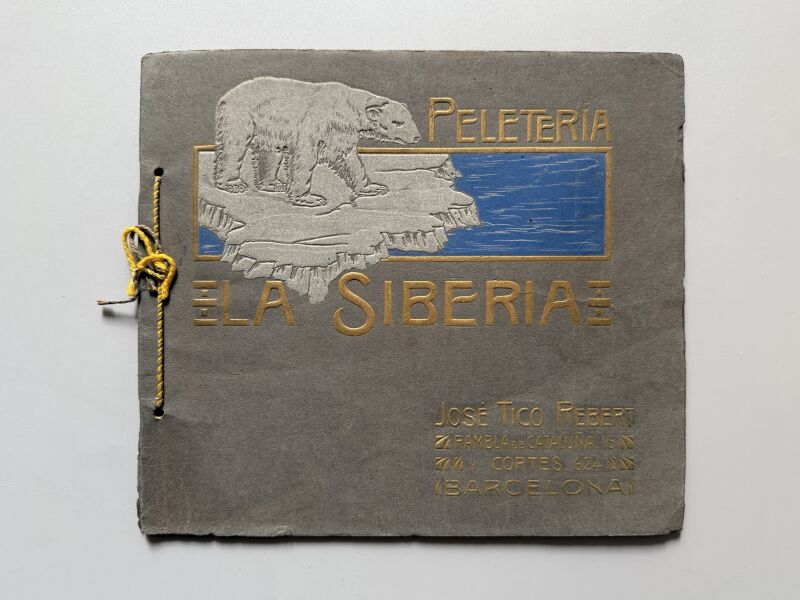 PELETERÍA
LA SIBERIA
JOSÉ TICÓ REBERT
RAMBLA DE CATALUÑA 15
Y CORTES 624
BARCELONA